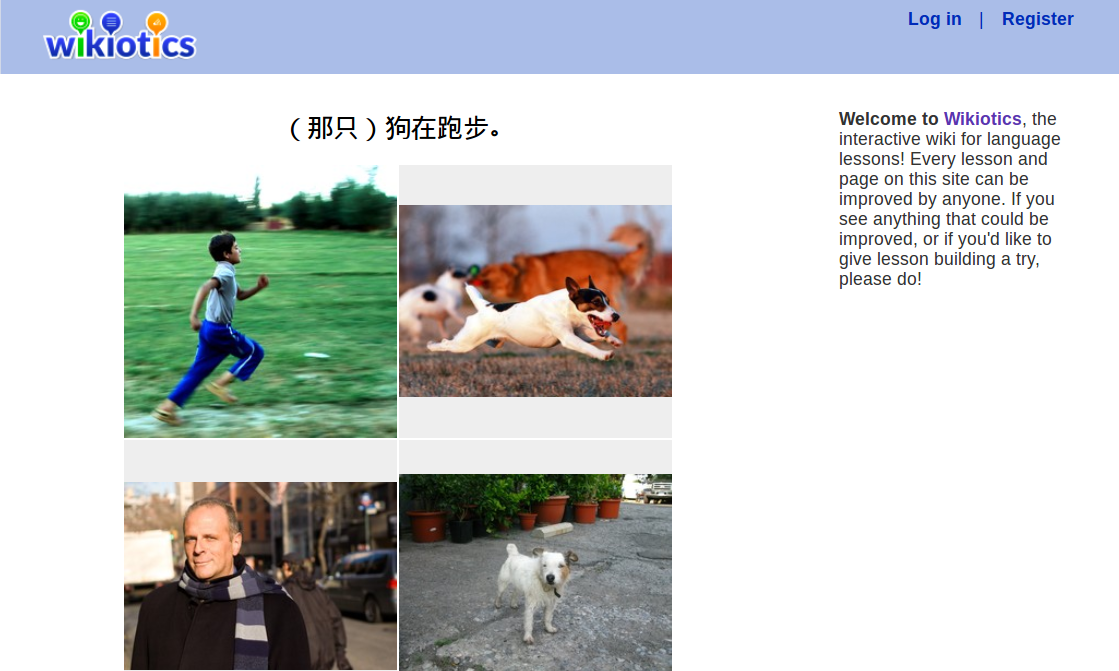 wikiotics
Log in | Register
（那只）狗在跑步。
Welcome to Wikiotics, the
interactive wiki for language
lessons! Every lesson and
page on this site can be
improved by anyone. If you
see anything that could be
improved, or if you'd like to
give lesson building a try,
please do!